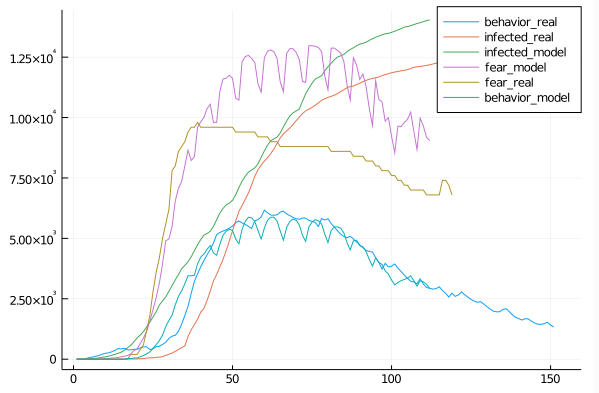 behavior_real
infected_real
infected_model
fear_model
fear_real
behavior_model
1.25×10⁴
1.00×10⁴
7.50×10³
5.00×10³
2.50×10³
0
0 50 100 150